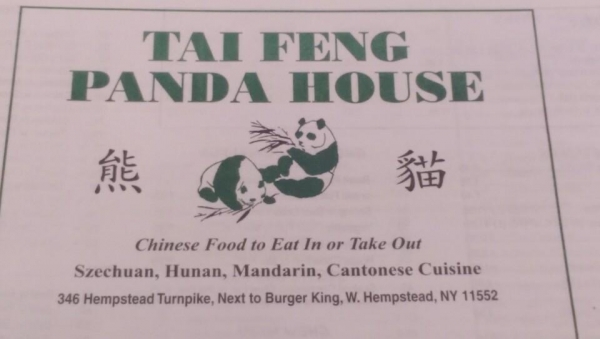 TAI FENG
PANDA HOUSE
熊 貓
Chinese Food to Eat In or Take Out
Szechuan, Hunan, Mandarin, Cantonese Cuisine
346 Hempstead Turnpike, Next to Burger King, W. Hempstead, NY 11552